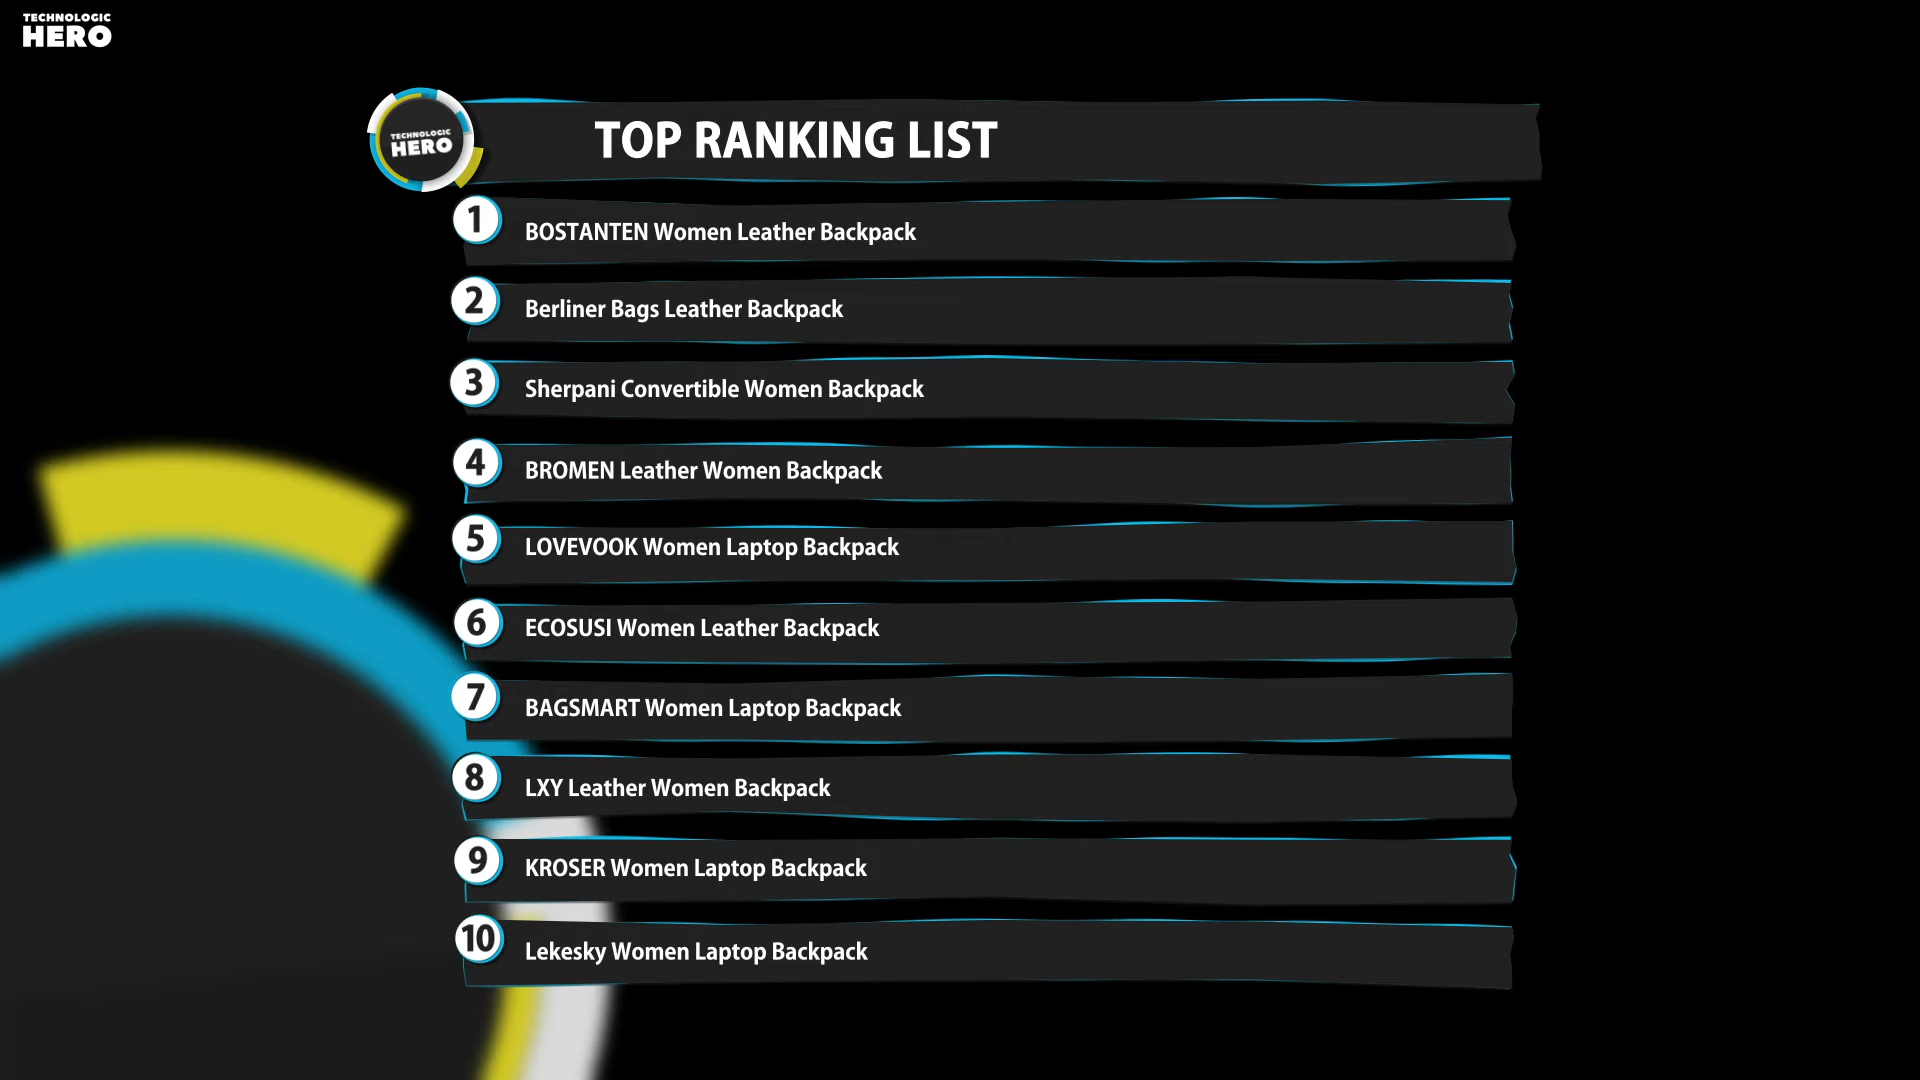 TECHNOLOGIC
HERO
TECHNOLOGIC
HERO
TOP RANKING LIST
1
BOSTANTEN Women Leather Backpack
2
Berliner Bags Leather Backpack
3
Sherpani Convertible Women Backpack
4
BROMEN Leather Women Backpack
5
LOVEVOOK Women Laptop Backpack
6
ECOSUSI Women Leather Backpack
7
BAGSMART Women Laptop Backpack
8
LXY Leather Women Backpack
9
KROSER Women Laptop Backpack
10
Lekesky Women Laptop Backpack